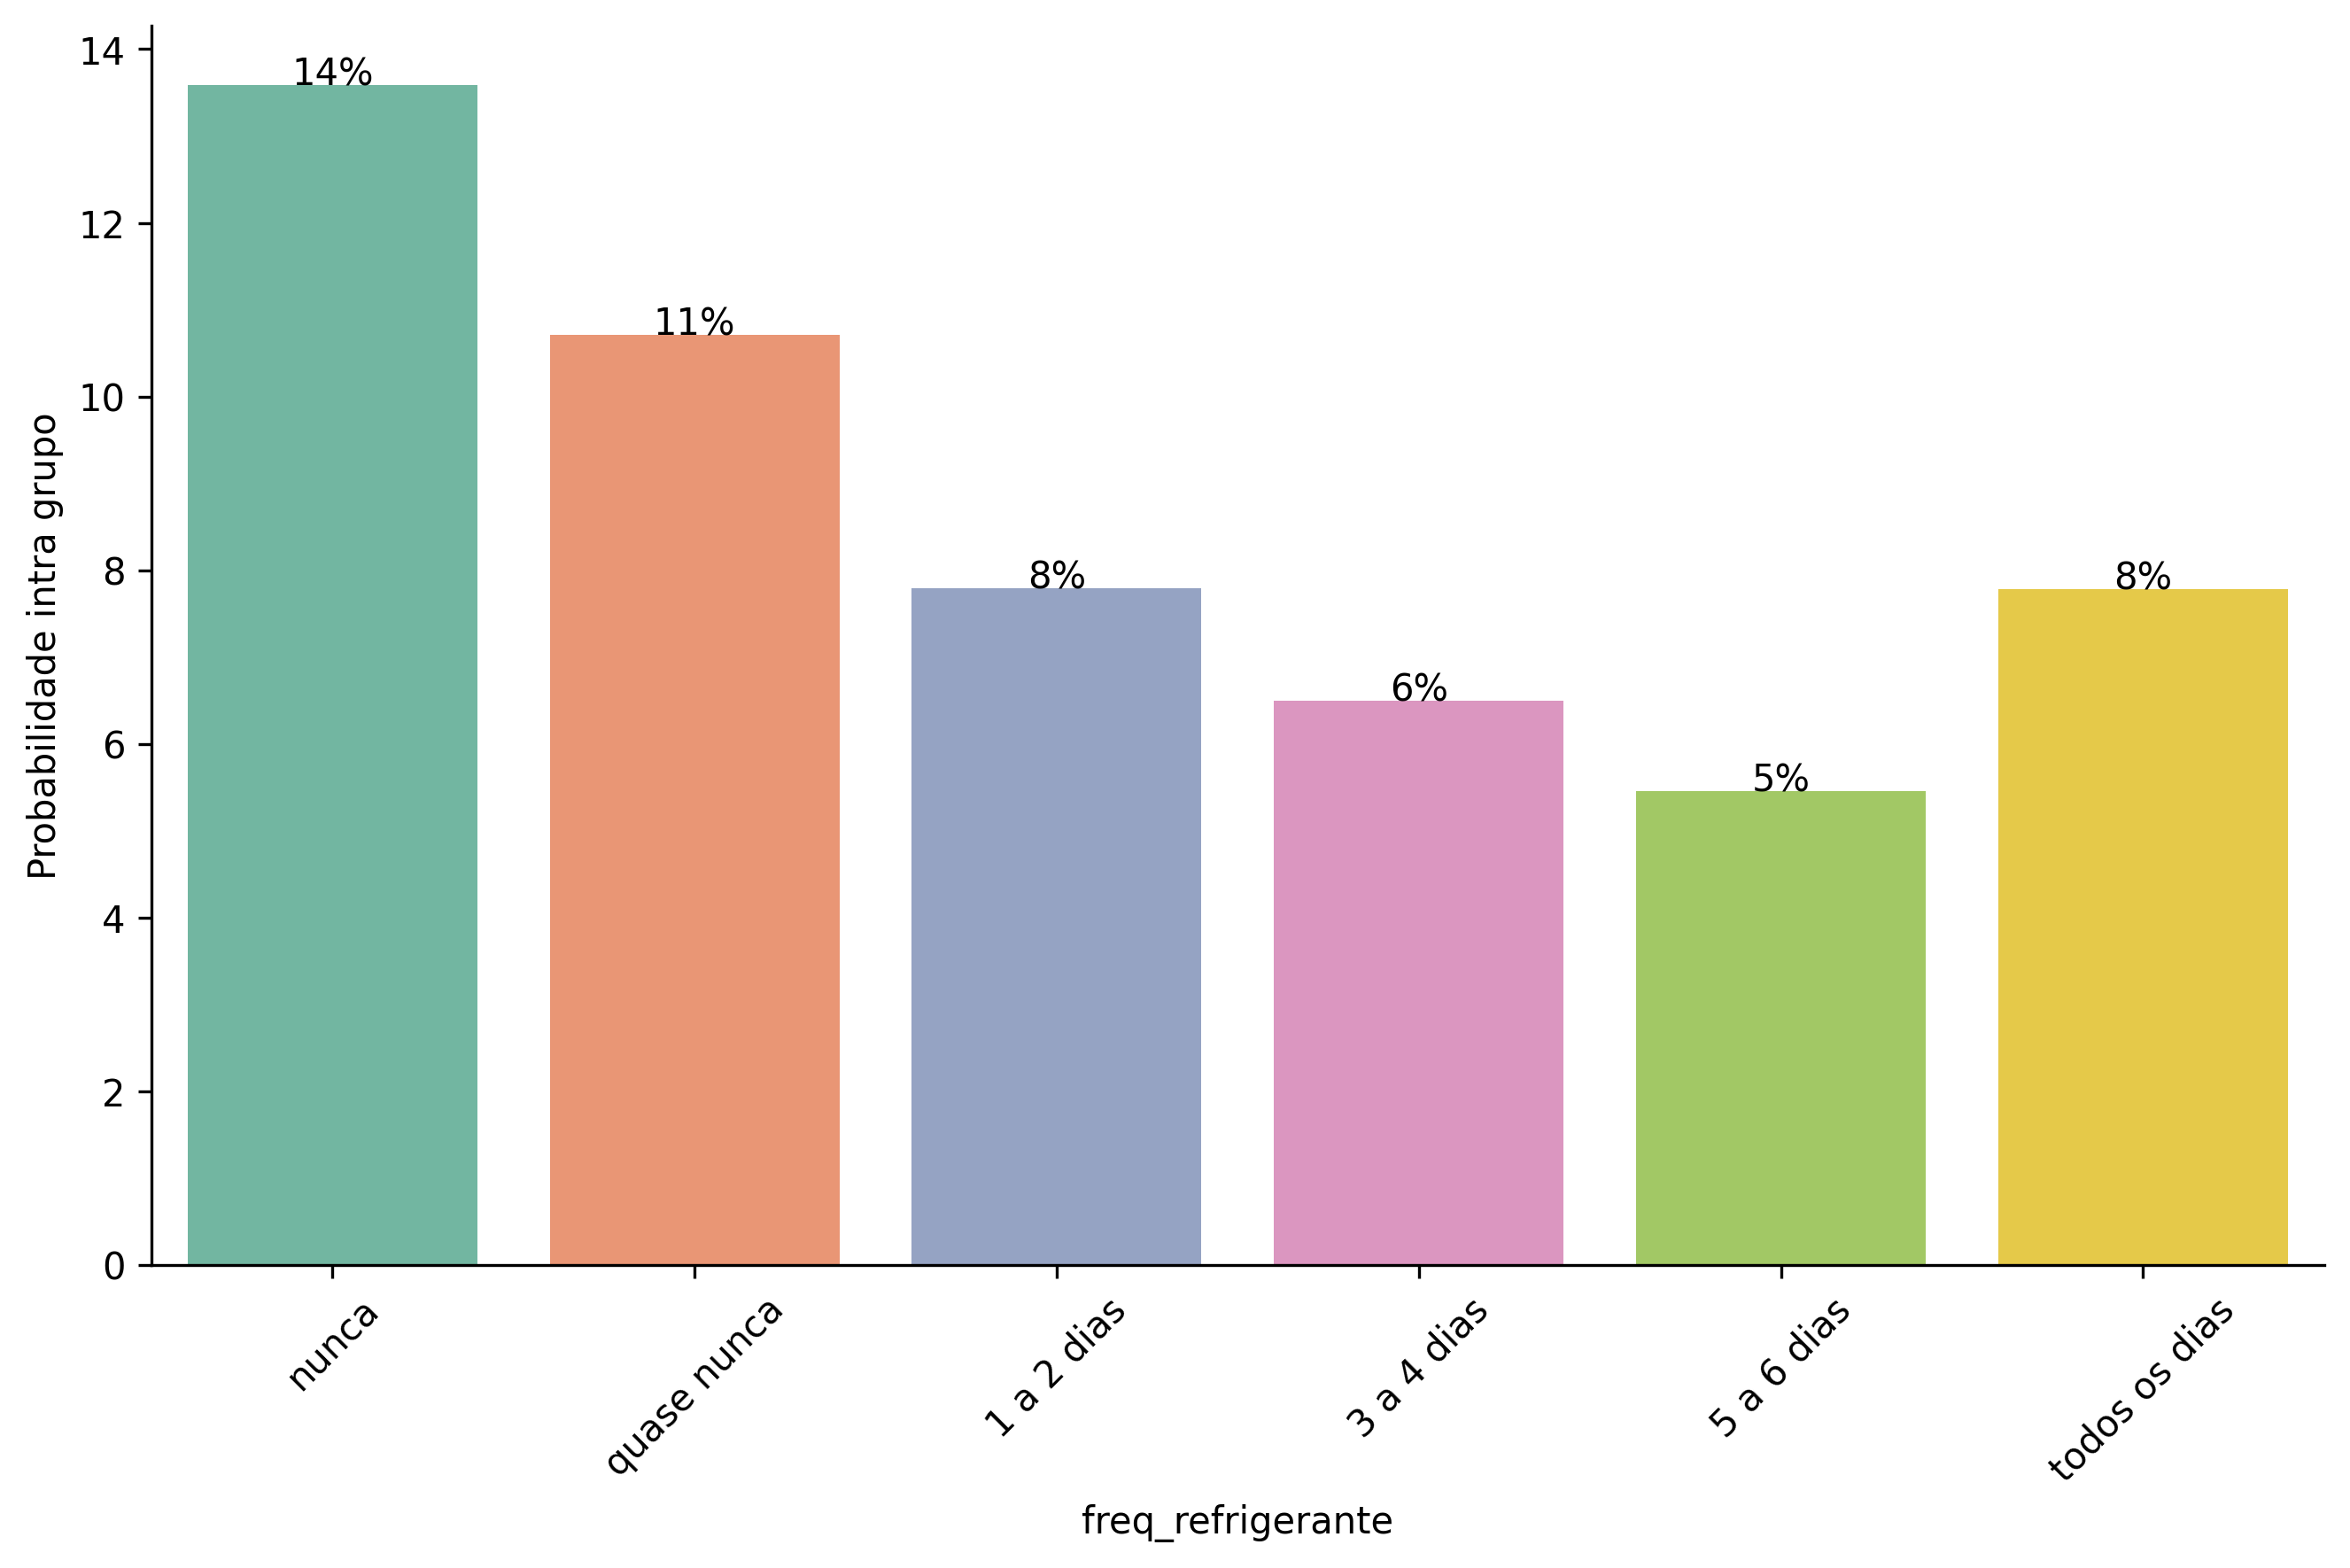 14
12
10
8
6
4
2
0
Probabilidade intra grupo
14%
11%
8%
6%
5%
8%
nunca
quase nunca
1 a 2 dias
3 a 4 dias
5 a 6 dias
todos os dias
freq_refrigerante